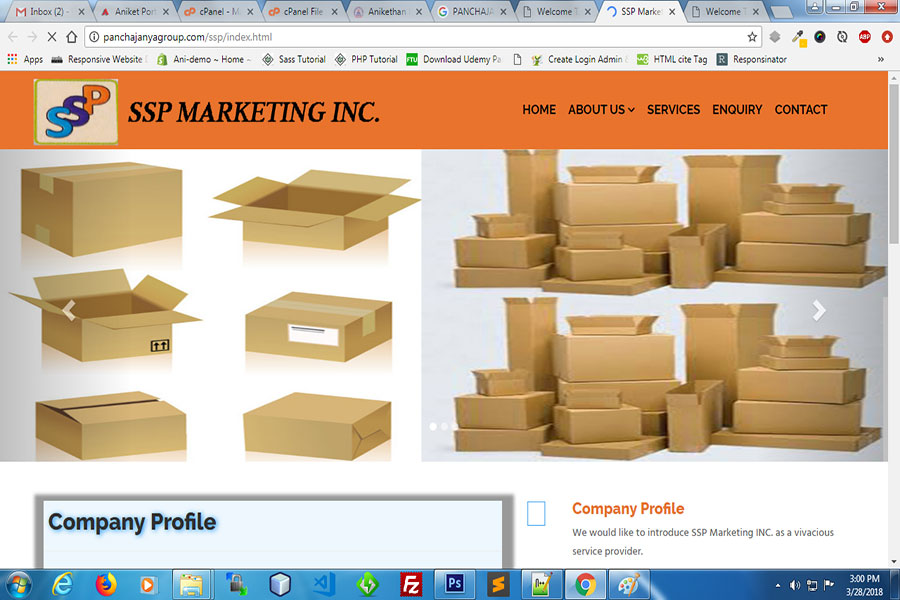 Inbox (2) -
Aniket Port
cPanel - M
cPanel File
Anikethan
PANCHAJA
Welcome T
SSP Marke
Welcome T
panchajanyagroup.com/ssp/index.html
Apps
Responsive Website
Ani-demo ~ Home ~
Sass Tutorial
PHP Tutorial
Download Udemy Pa
Create Login Admin
HTML cite Tag
Responsinator
»
SSP
SSP MARKETING INC.
HOME
ABOUT US
SERVICES
ENQUIRY
CONTACT
Company Profile
Company Profile
We would like to introduce SSP Marketing INC. as a vivacious
service provider.
3:00 PM
3/28/2018